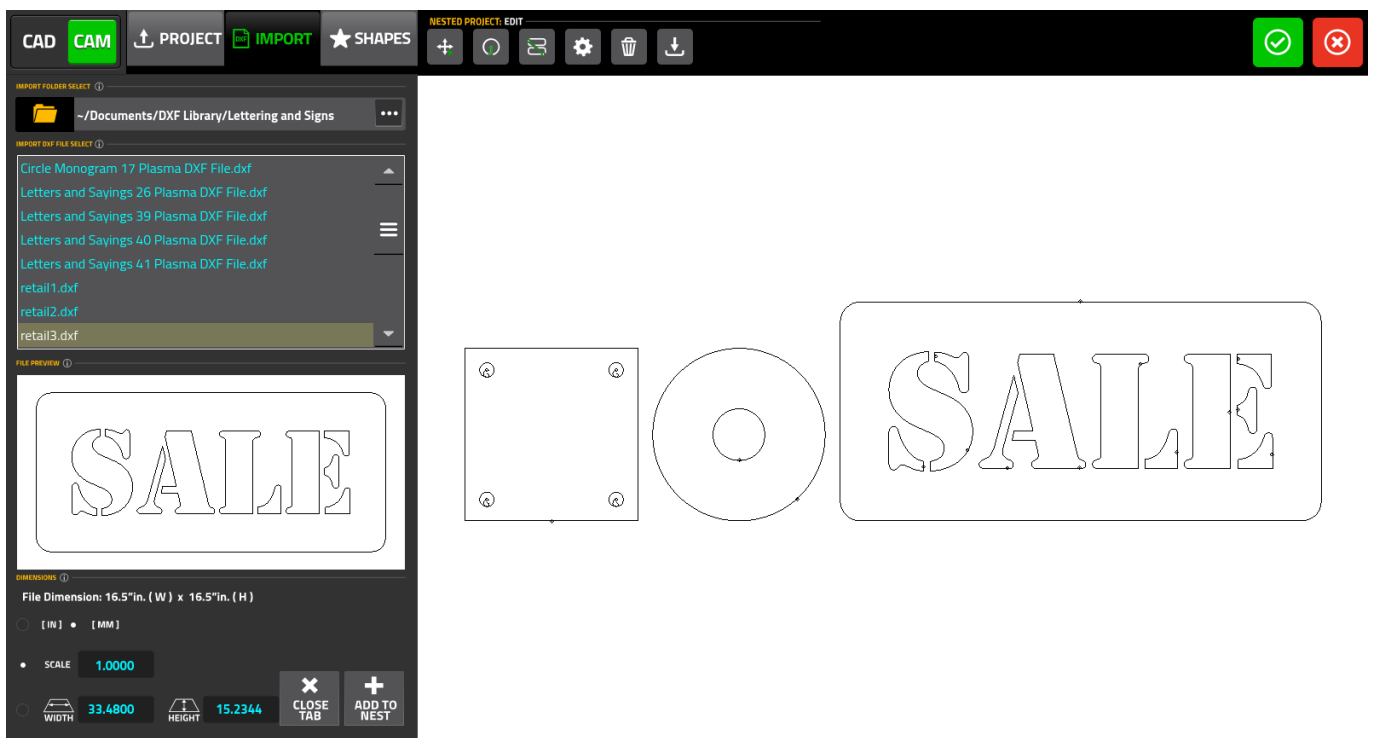 CAD CAM PROJECT DXF IMPORT SHAPES
NESTED PROJECT: EDIT
IMPORT FOLDER SELECT
~/Documents/DXF Library/Lettering and Signs
IMPORT DXF FILE SELECT
Circle Monogram 17 Plasma DXF File.dxf
Letters and Sayings 26 Plasma DXF File.dxf
Letters and Sayings 39 Plasma DXF File.dxf
Letters and Sayings 40 Plasma DXF File.dxf
Letters and Sayings 41 Plasma DXF File.dxf
retail1.dxf
retail2.dxf
retail3.dxf
FILE PREVIEW
SALE
DIMENSIONS
File Dimension: 16.5”in. ( W ) x 16.5”in. ( H )
[ IN ] [ MM ]
SCALE 1.0000
WIDTH 33.4800 HEIGHT 15.2344
CLOSE TAB
ADD TO NEST
SALE